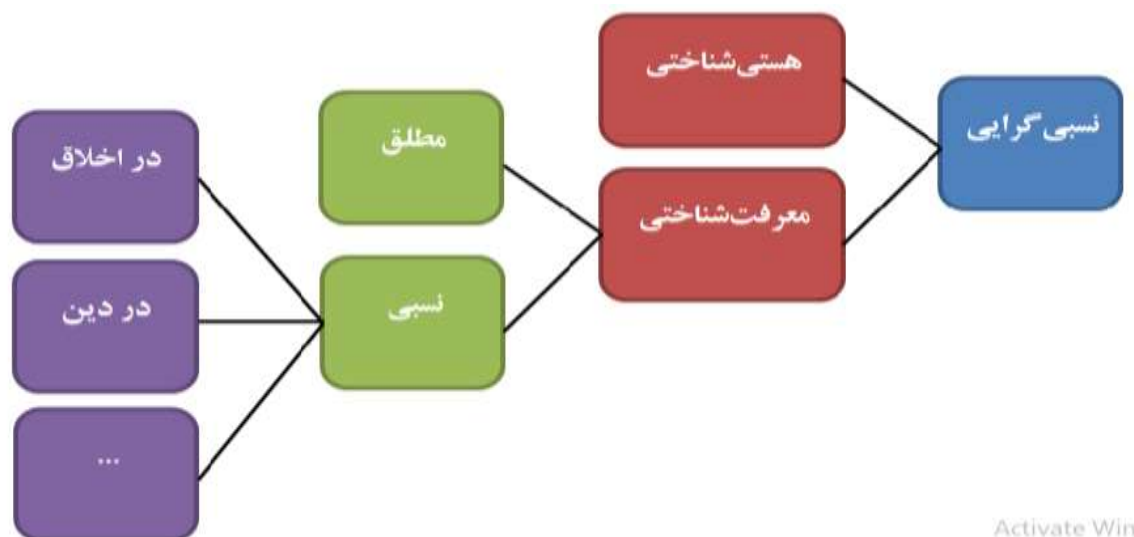 نسبی‌گرایی
هستی‌شناختی
معرفت‌شناختی
مطلق
نسبی
در اخلاق
در دین
...
Activate Win